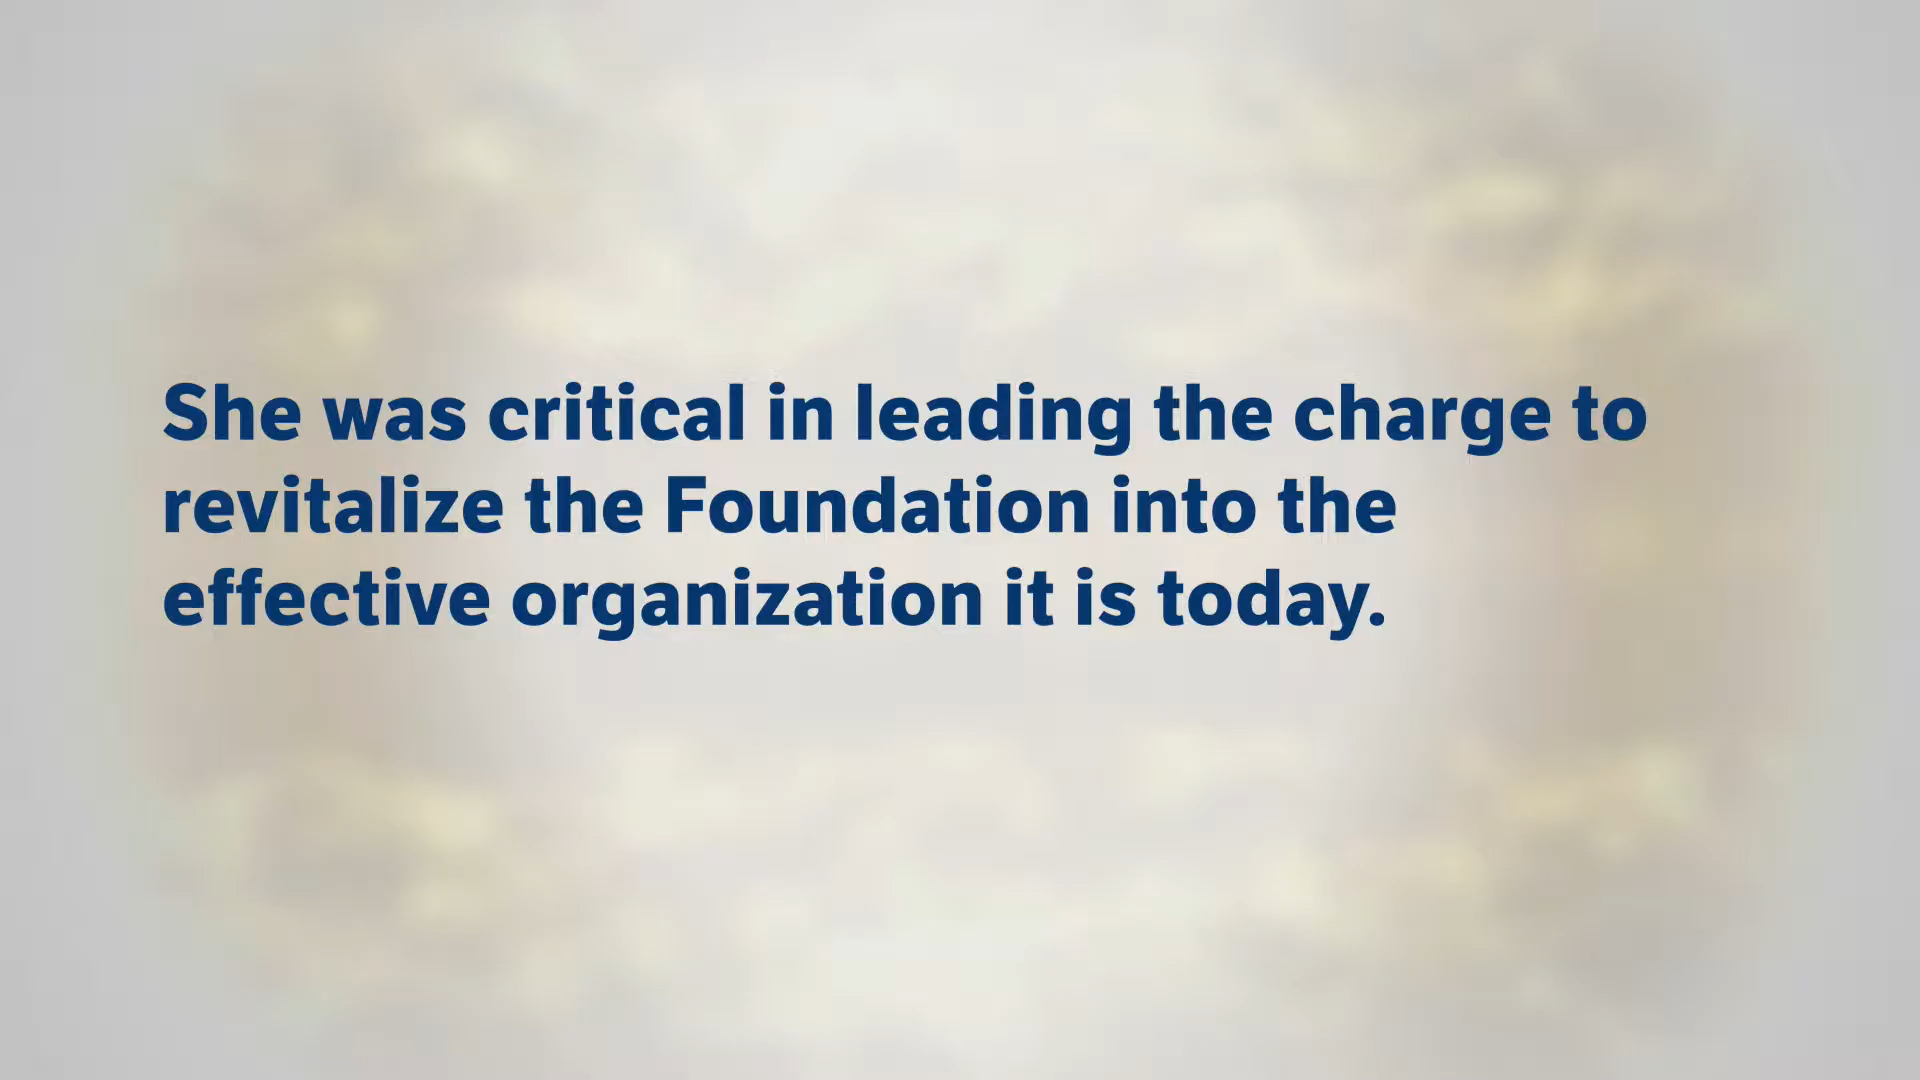 She was critical in leading the charge to
revitalize the Foundation into the
effective organization it is today.